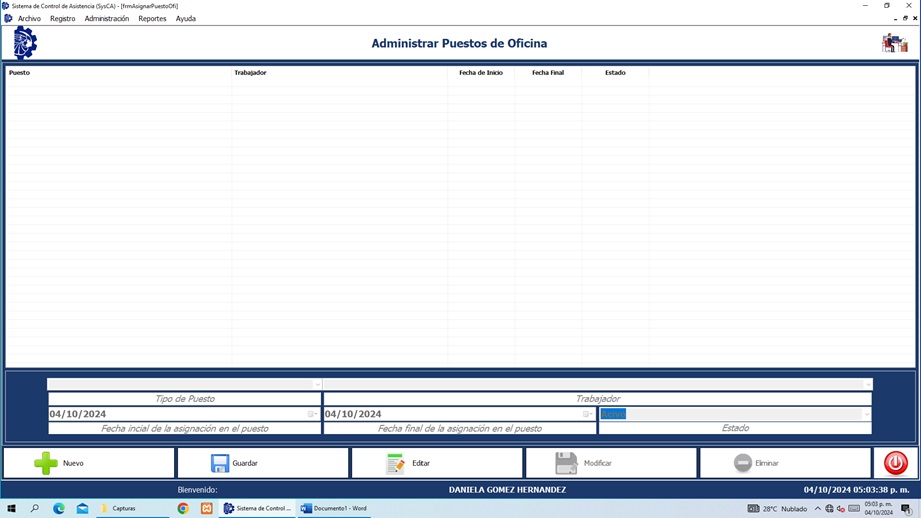 Sistema de Control de Asistencia (SysCA) - [frmAsignarPuestoOfi]
Archivo Registro Administración Reportes Ayuda
Administrar Puestos de Oficina
Puesto Trabajador Fecha de Inicio Fecha Final Estado
Tipo de Puesto Trabajador
04/10/2024 04/10/2024 Activo
Fecha incial de la asignación en el puesto Fecha final de la asignación en el puesto Estado
Nuevo Guardar Editar Modificar Eliminar
Bienvenido: DANIELA GOMEZ HERNANDEZ 04/10/2024 05:03:38 p. m.
Capturas Sistema de Control ... Documento1 - Word 28°C Nublado 05:03 p. m.
04/10/2024